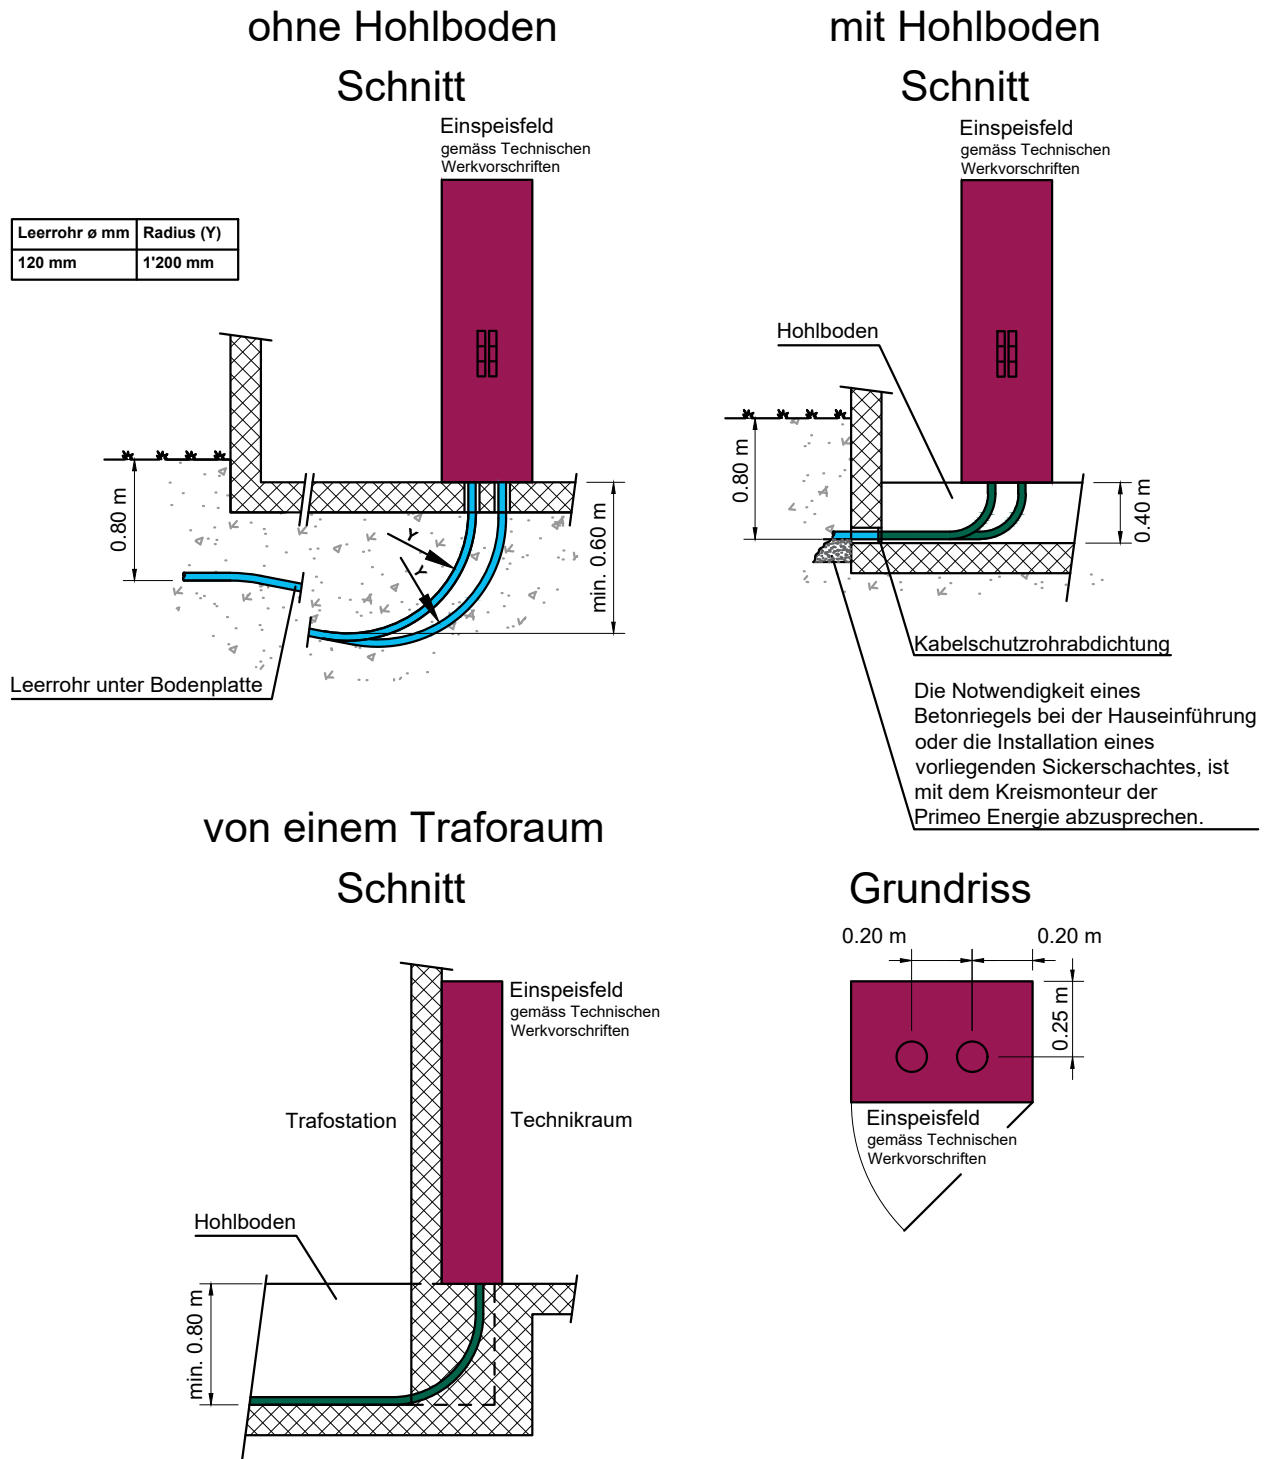 ohne Hohlboden
Schnitt
Einspeisfeld
gemäss Technischen
Werkvorschriften
Leerrohr ø mm Radius (Y)
120 mm 1'200 mm
0.80 m
Y
Y
min. 0.60 m
Leerrohr unter Bodenplatte
mit Hohlboden
Schnitt
Einspeisfeld
gemäss Technischen
Werkvorschriften
Hohlboden
0.80 m
0.40 m
Kabelschutzrohrabdichtung
Die Notwendigkeit eines
Betonriegels bei der Hauseinführung
oder die Installation eines
vorliegenden Sickerschachtes, ist
mit dem Kreismonteur der
Primeo Energie abzusprechen.
von einem Traforaum
Schnitt
Einspeisfeld
gemäss Technischen
Werkvorschriften
Trafostation
Technikraum
Hohlboden
min. 0.80 m
Grundriss
0.20 m
0.20 m
0.25 m
Einspeisfeld
gemäss Technischen
Werkvorschriften